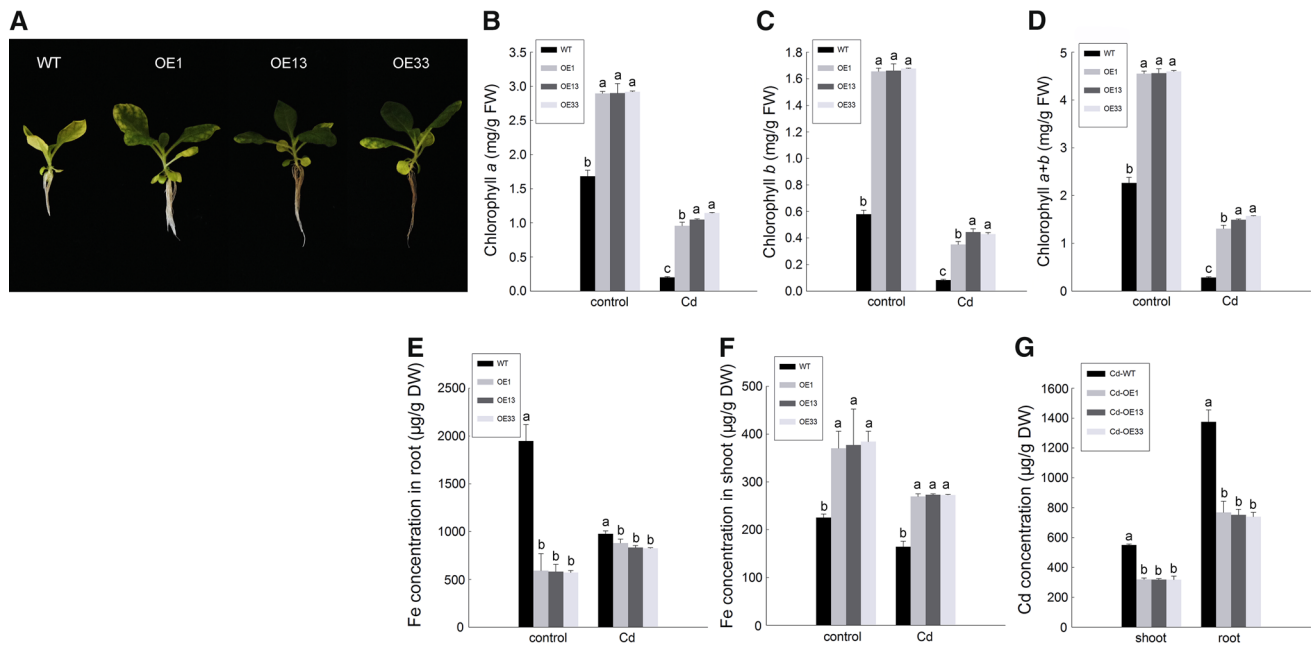 A
WT
OE1
OE13
OE33
B
Chlorophyll a (mg/g FW)
3.5
3.0
2.5
2.0
1.5
1.0
0.5
0.0
WT
OE1
OE13
OE33
b
a
a
a
c
b
a
a
control
Cd
C
Chlorophyll b (mg/g FW)
1.8
1.6
1.4
1.2
1.0
0.8
0.6
0.4
0.2
0.0
WT
OE1
OE13
OE33
b
a
a
a
c
b
a
a
control
Cd
D
Chlorophyll a+b (mg/g FW)
5
4
3
2
1
0
WT
OE1
OE13
OE33
b
a
a
a
c
b
a
a
control
Cd
E
Fe concentration in root (μg/g DW)
2500
2000
1500
1000
500
0
WT
OE1
OE13
OE33
a
b
b
b
a
b
b
b
control
Cd
F
Fe concentration in shoot (μg/g DW)
500
400
300
200
100
0
WT
OE1
OE13
OE33
b
a
a
a
b
a
a
a
control
Cd
G
Cd concentration (μg/g DW)
1600
1400
1200
1000
800
600
400
200
0
Cd-WT
Cd-OE1
Cd-OE13
Cd-OE33
a
b
b
b
a
b
b
b
shoot
root